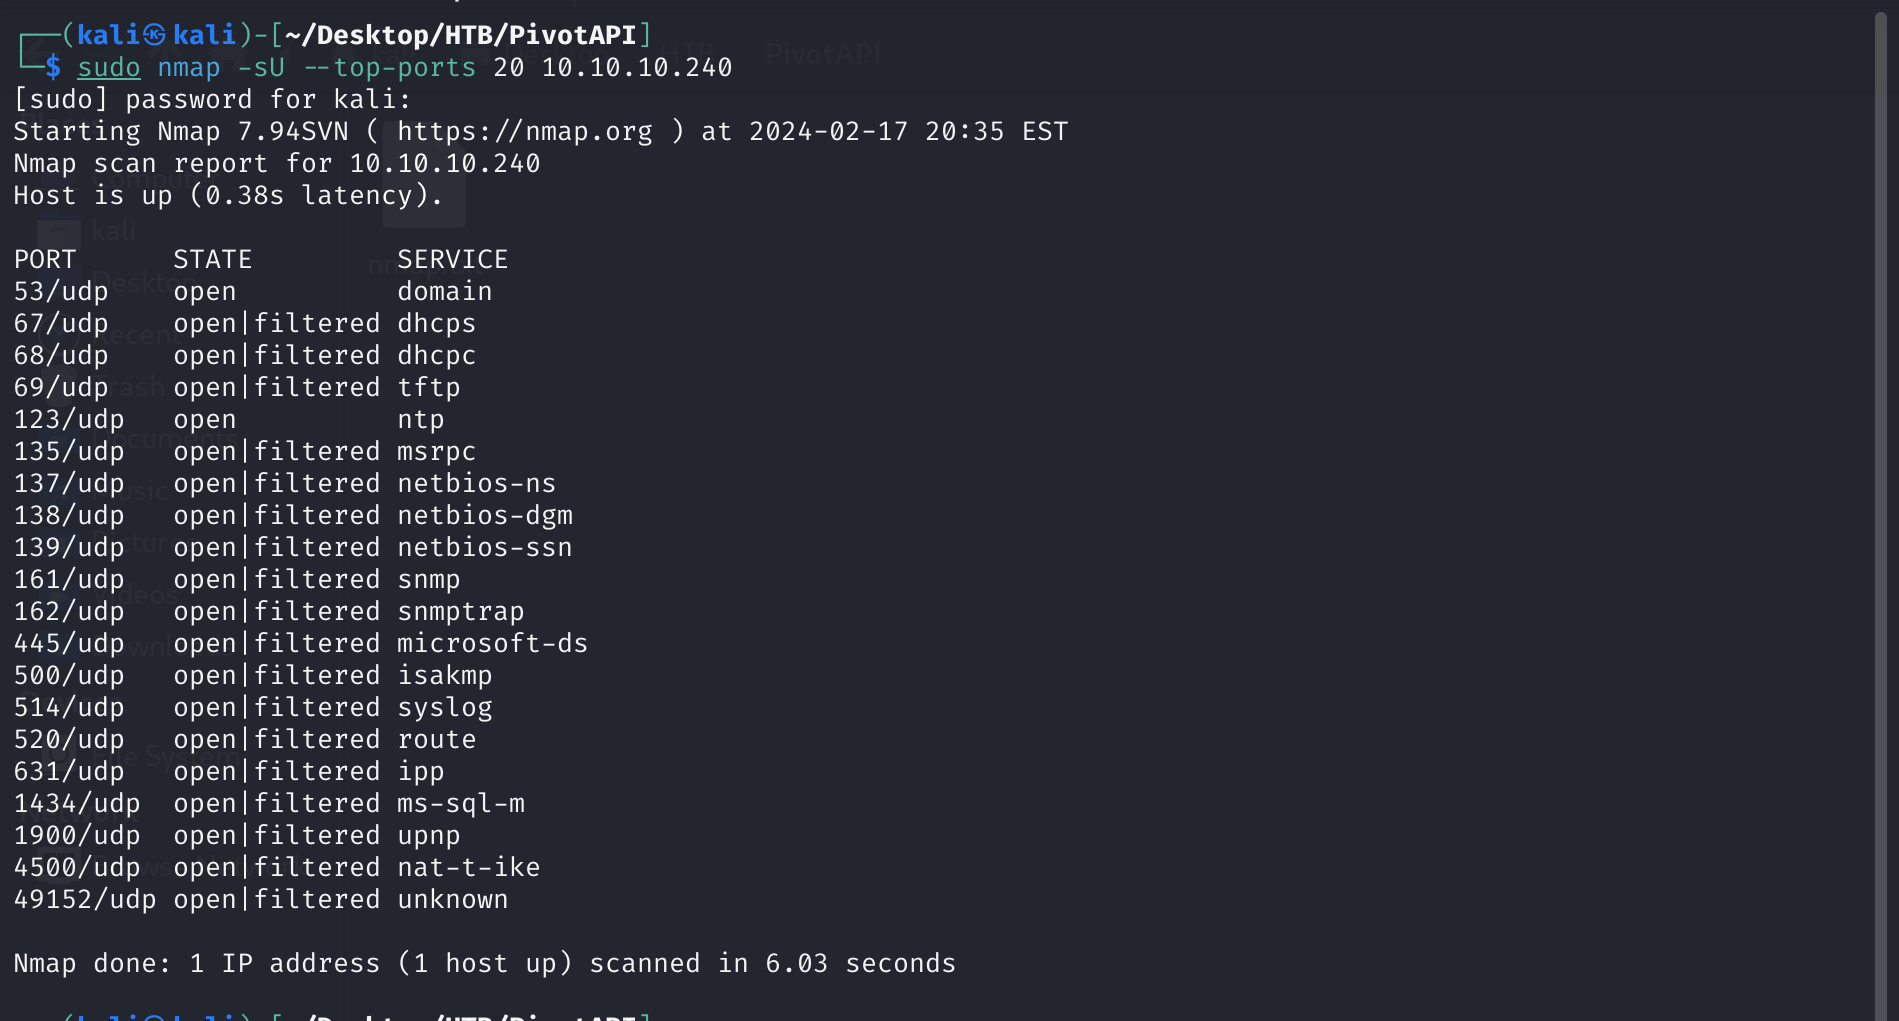 ┌──(kali㉿kali)-[~/Desktop/HTB/PivotAPI]
└─$ sudo nmap -sU --top-ports 20 10.10.10.240
[sudo] password for kali:
Starting Nmap 7.94SVN ( https://nmap.org ) at 2024-02-17 20:35 EST
Nmap scan report for 10.10.10.240
Host is up (0.38s latency).
PORT      STATE         SERVICE
53/udp    open          domain
67/udp    open|filtered dhcps
68/udp    open|filtered dhcpc
69/udp    open|filtered tftp
123/udp   open          ntp
135/udp   open|filtered msrpc
137/udp   open|filtered netbios-ns
138/udp   open|filtered netbios-dgm
139/udp   open|filtered netbios-ssn
161/udp   open|filtered snmp
162/udp   open|filtered snmptrap
445/udp   open|filtered microsoft-ds
500/udp   open|filtered isakmp
514/udp   open|filtered syslog
520/udp   open|filtered route
631/udp   open|filtered ipp
1434/udp  open|filtered ms-sql-m
1900/udp  open|filtered upnp
4500/udp  open|filtered nat-t-ike
49152/udp open|filtered unknown
Nmap done: 1 IP address (1 host up) scanned in 6.03 seconds
(kali㉿kali)-[~/Desktop/HTB/PivotAPI]